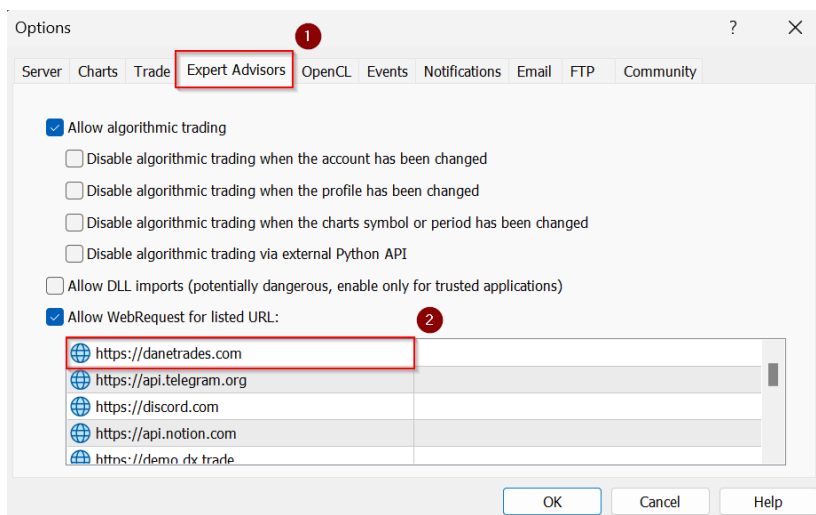 Options ? X
1
Server Charts Trade Expert Advisors OpenCL Events Notifications Email FTP Community
Allow algorithmic trading
Disable algorithmic trading when the account has been changed
Disable algorithmic trading when the profile has been changed
Disable algorithmic trading when the charts symbol or period has been changed
Disable algorithmic trading via external Python API
Allow DLL imports (potentially dangerous, enable only for trusted applications)
Allow WebRequest for listed URL: 2
https://danetrades.com
https://api.telegram.org
https://discord.com
https://api.notion.com
https://demo.dx.trade
OK Cancel Help